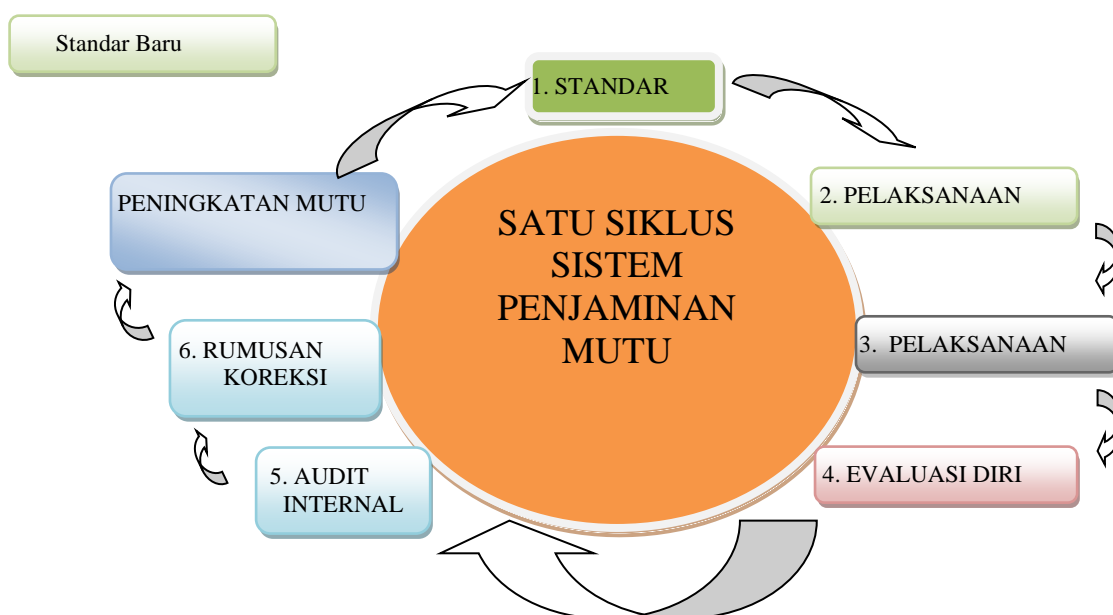 Standar Baru
1. STANDAR
2. PELAKSANAAN
3. PELAKSANAAN
4. EVALUASI DIRI
5. AUDIT
INTERNAL
6. RUMUSAN
KOREKSI
PENINGKATAN MUTU
SATU SIKLUS
SISTEM
PENJAMINAN
MUTU